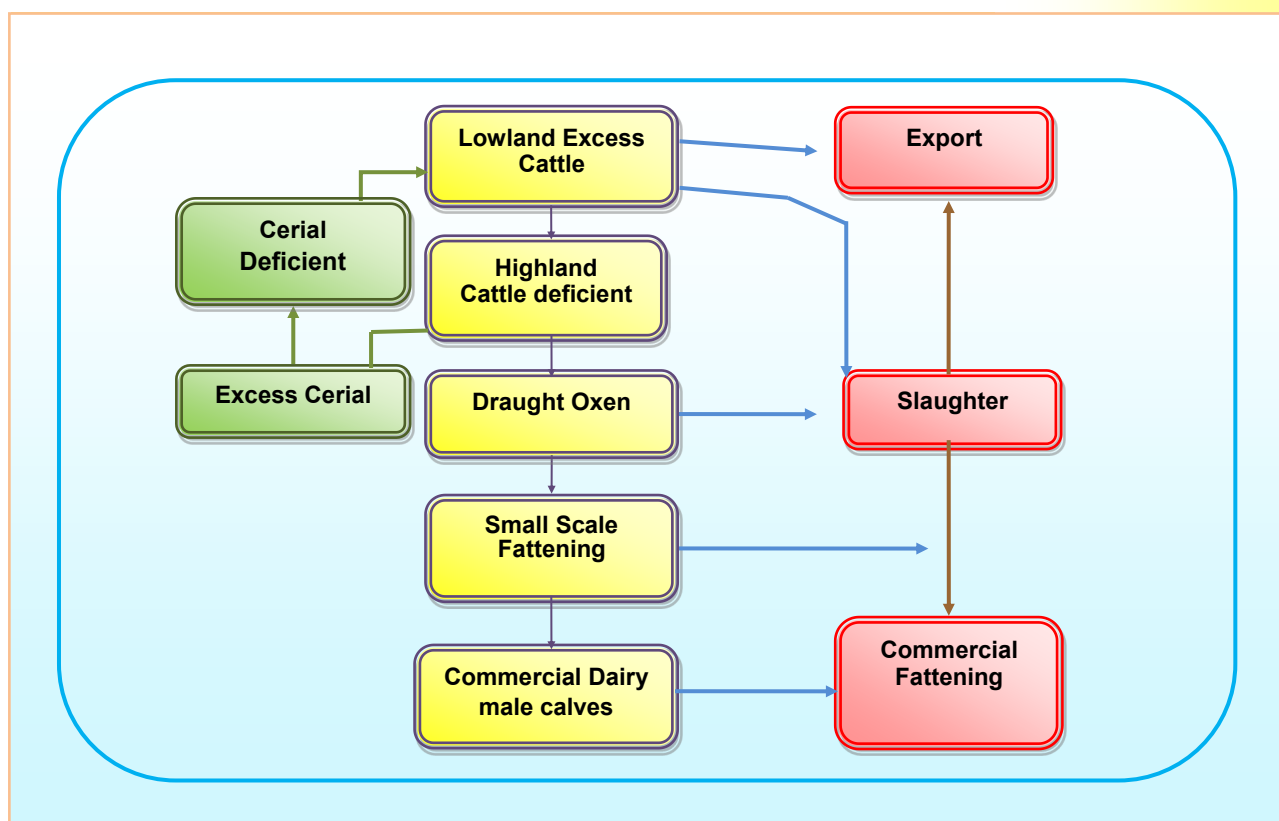 Lowland Excess
Cattle
Export
Cerial
Deficient
Highland
Cattle deficient
Excess Cerial
Draught Oxen
Slaughter
Small Scale
Fattening
Commercial Dairy
male calves
Commercial
Fattening